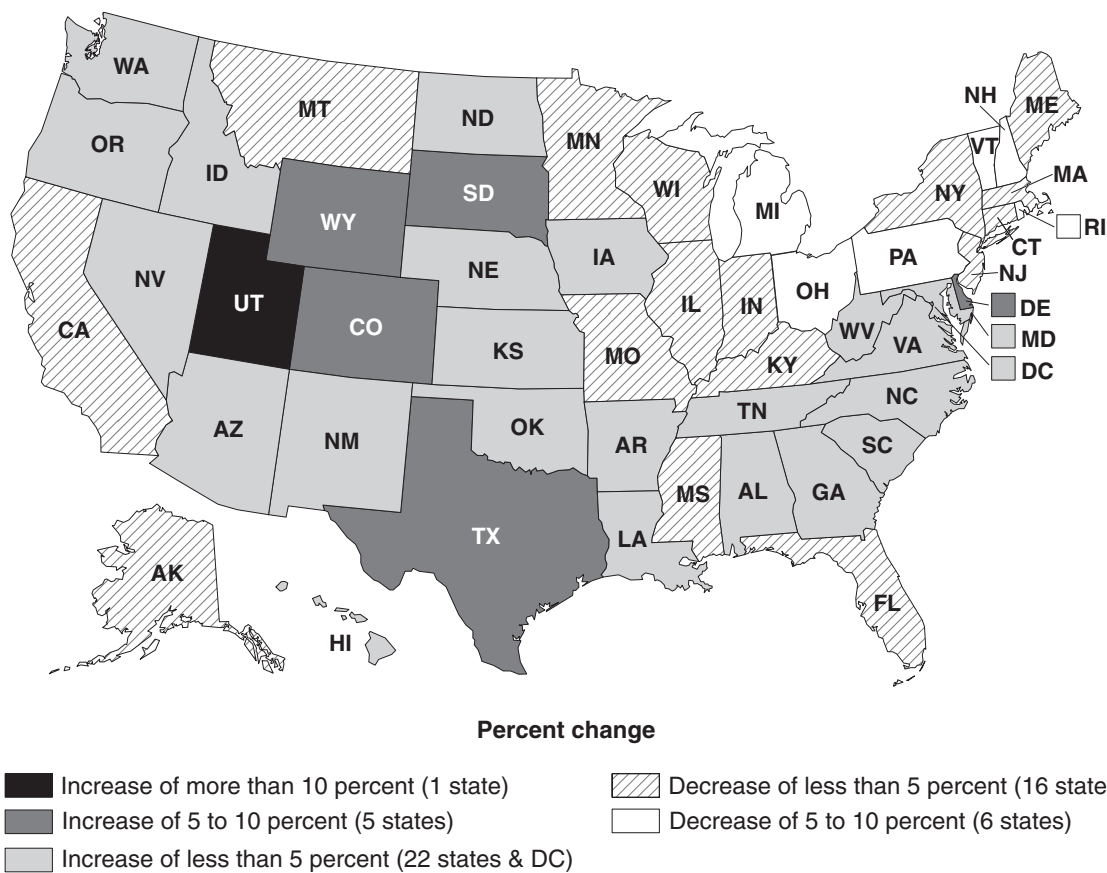 WA
MT
ND
MN
NH
ME
OR
ID
SD
WI
VT
MA
WY
MI
NY
RI
CT
NV
NE
IA
PA
NJ
UT
IL
IN
OH
DE
CA
CO
WV
MD
KS
MO
VA
KY
DC
TN
NC
AZ
NM
OK
AR
SC
MS
AL
GA
TX
LA
AK
FL
HI
Percent change
Increase of more than 10 percent (1 state)
Increase of 5 to 10 percent (5 states)
Increase of less than 5 percent (22 states & DC)
Decrease of less than 5 percent (16 state
Decrease of 5 to 10 percent (6 states)